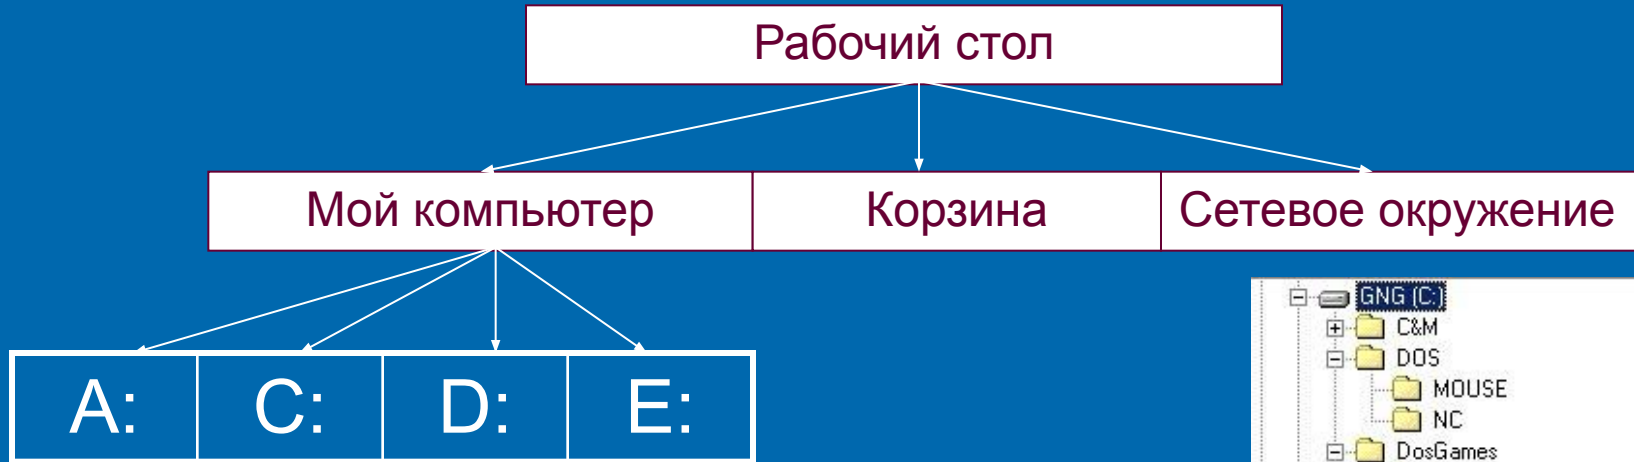 Рабочий стол
Мой компьютер Корзина Сетевое окружение
A: C: D: E:
GNG (C:)
C&M
DOS
MOUSE
NC
DosGames